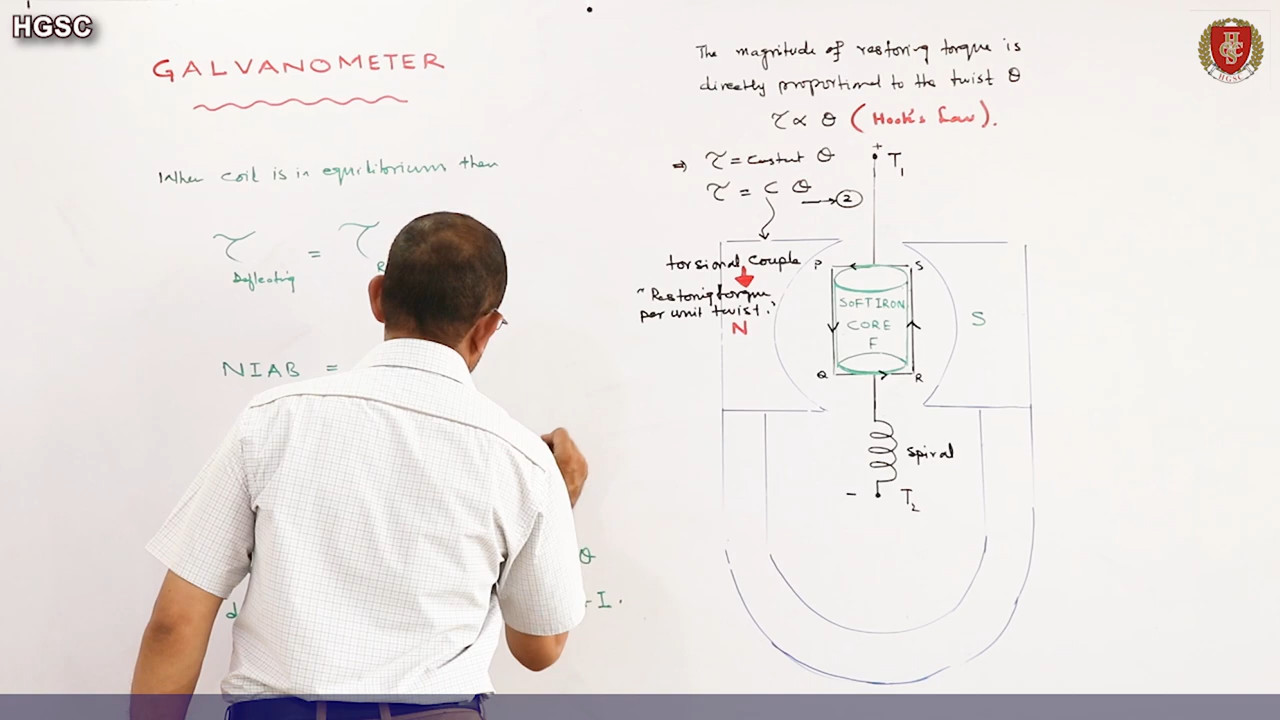 HGSC
GALVANOMETER
When coil is in equilibrium then
τ Deflecting = τ R
NIAB =
θ
d
I.
The magnitude of restoring torque is
directly proportional to the twist θ
τ ∝ θ (Hook's Law).
⇒ τ = constant θ
τ = C θ → 2
torsional couple
"Restoring torque
per unit twist."
N
+ T1
P S
SOFT IRON
CORE
F
S
Q R
spiral
- T2
HGSC